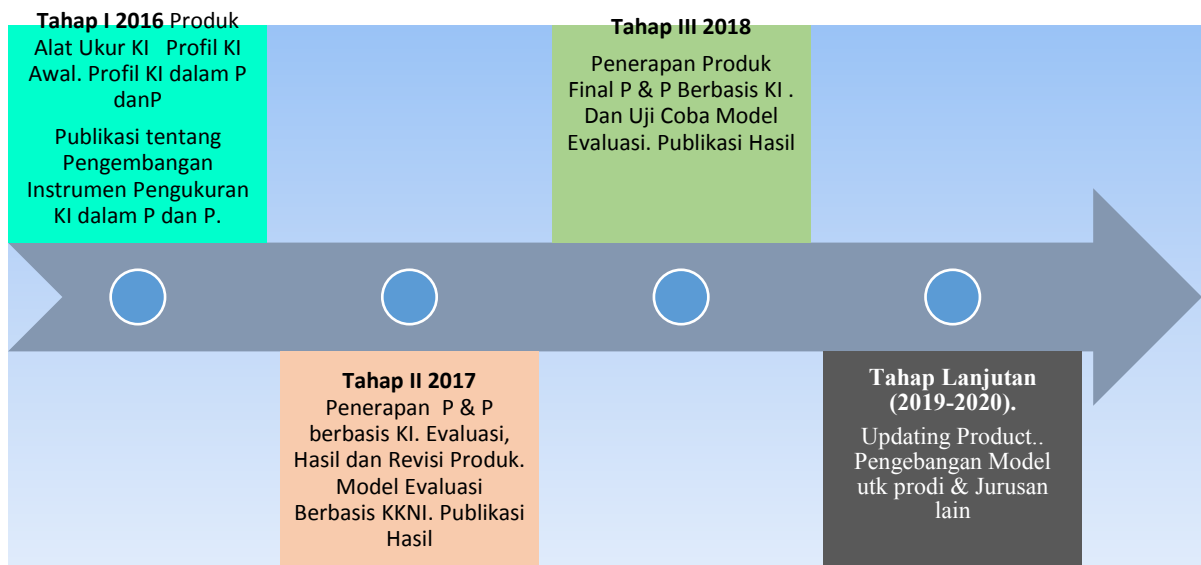 Tahap I 2016 Produk
Alat Ukur KI Profil KI
Awal. Profil KI dalam P
danP
Publikasi tentang
Pengembangan
Instrumen Pengukuran
KI dalam P dan P.
Tahap II 2017
Penerapan P & P
berbasis KI. Evaluasi,
Hasil dan Revisi Produk.
Model Evaluasi
Berbasis KKNI. Publikasi
Hasil
Tahap III 2018
Penerapan Produk
Final P & P Berbasis KI .
Dan Uji Coba Model
Evaluasi. Publikasi Hasil
Tahap Lanjutan
(2019-2020).
Updating Product..
Pengebangan Model
utk prodi & Jurusan
lain